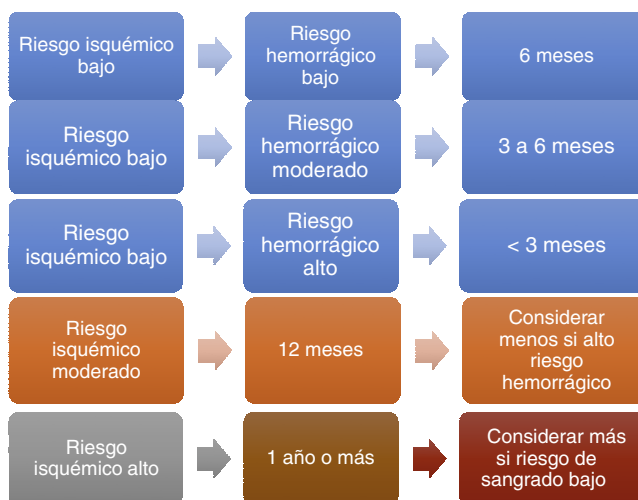 Riesgo isquémico
bajo
Riesgo
hemorrágico
bajo
6 meses
Riesgo
isquémico bajo
Riesgo
hemorrágico
moderado
3 a 6 meses
Riesgo
isquémico bajo
Riesgo
hemorrágico
alto
< 3 meses
Riesgo
isquémico
moderado
12 meses
Considerar
menos si alto
riesgo
hemorrágico
Riesgo
isquémico alto
1 año o más
Considerar más
si riesgo de
sangrado bajo